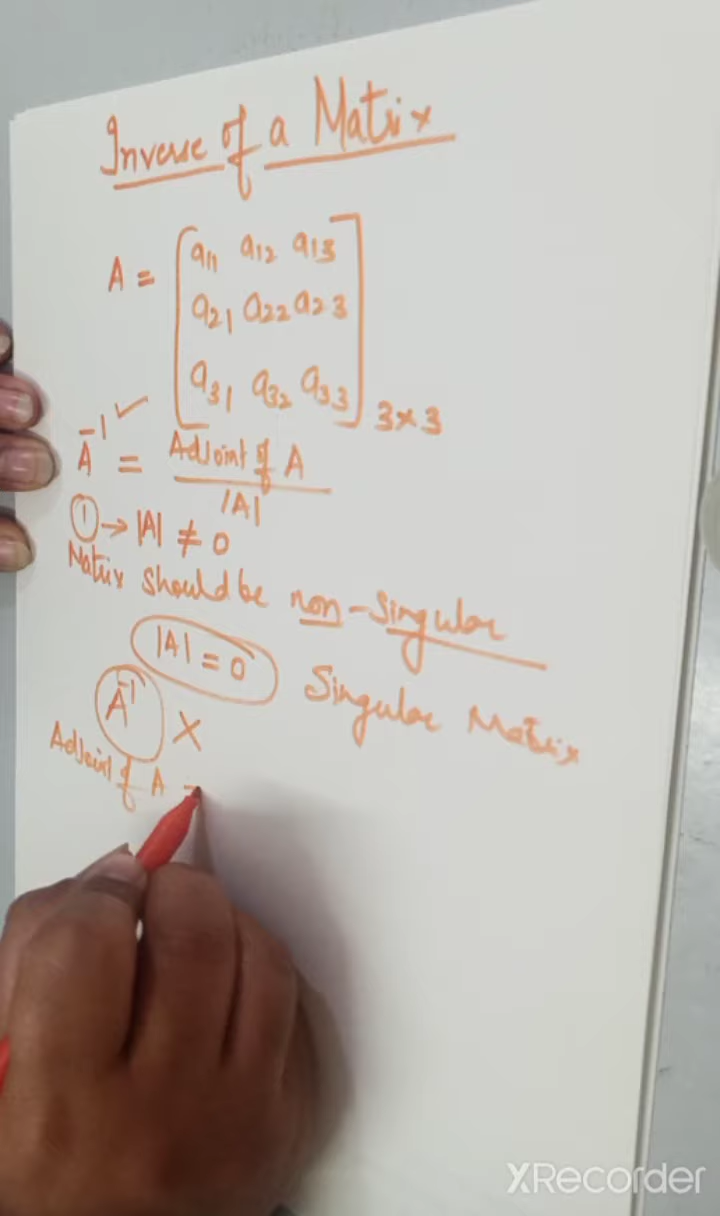 Inverse of a Matrix
A = [a11 a12 a13
a21 a22 a23
a31 a32 a33] 3×3
A⁻¹ ✓ = Adjoint of A / |A|
① → |A| ≠ 0
Matrix should be non-singular
|A| = 0 Singular Matrix
A⁻¹ ×
Adjoint of A =
XRecorder